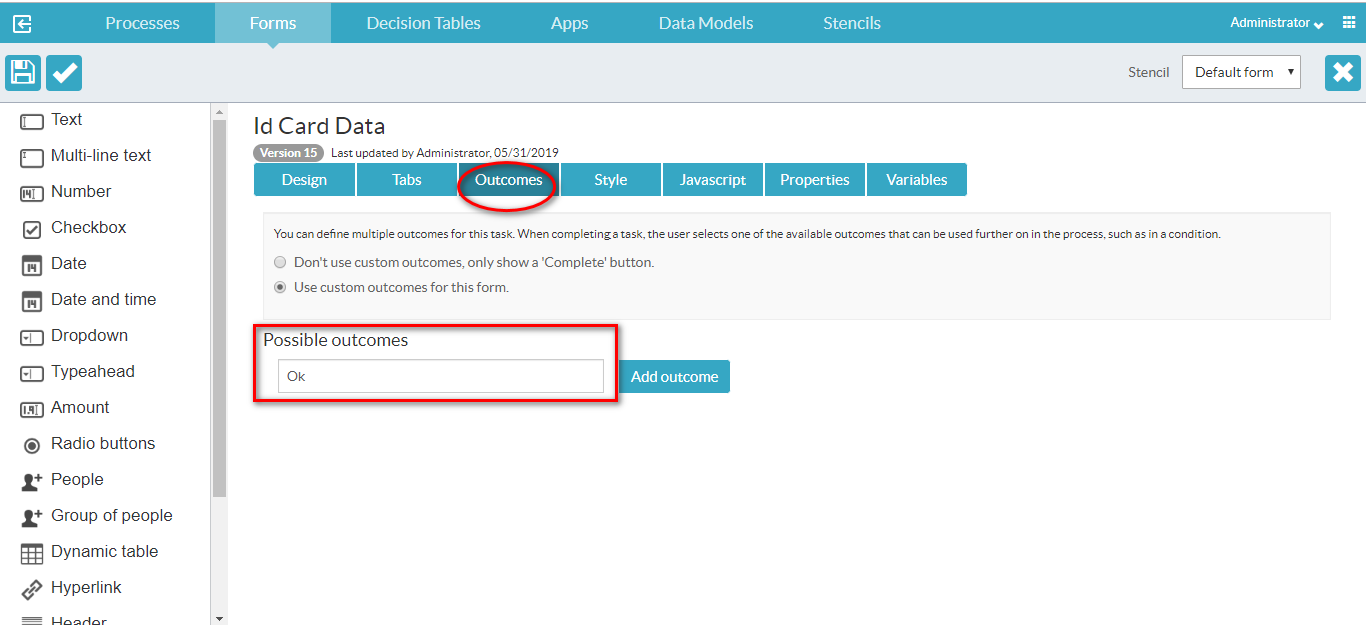 Processes Forms Decision Tables Apps Data Models Stencils Administrator
Stencil Default form
Text
Multi-line text
Number
Checkbox
Date
Date and time
Dropdown
Typeahead
Amount
Radio buttons
People
Group of people
Dynamic table
Hyperlink
Header
Id Card Data
Version 15 Last updated by Administrator, 05/31/2019
Design Tabs Outcomes Style Javascript Properties Variables
You can define multiple outcomes for this task. When completing a task, the user selects one of the available outcomes that can be used further on in the process, such as in a condition.
Don't use custom outcomes, only show a 'Complete' button.
Use custom outcomes for this form.
Possible outcomes
Ok Add outcome